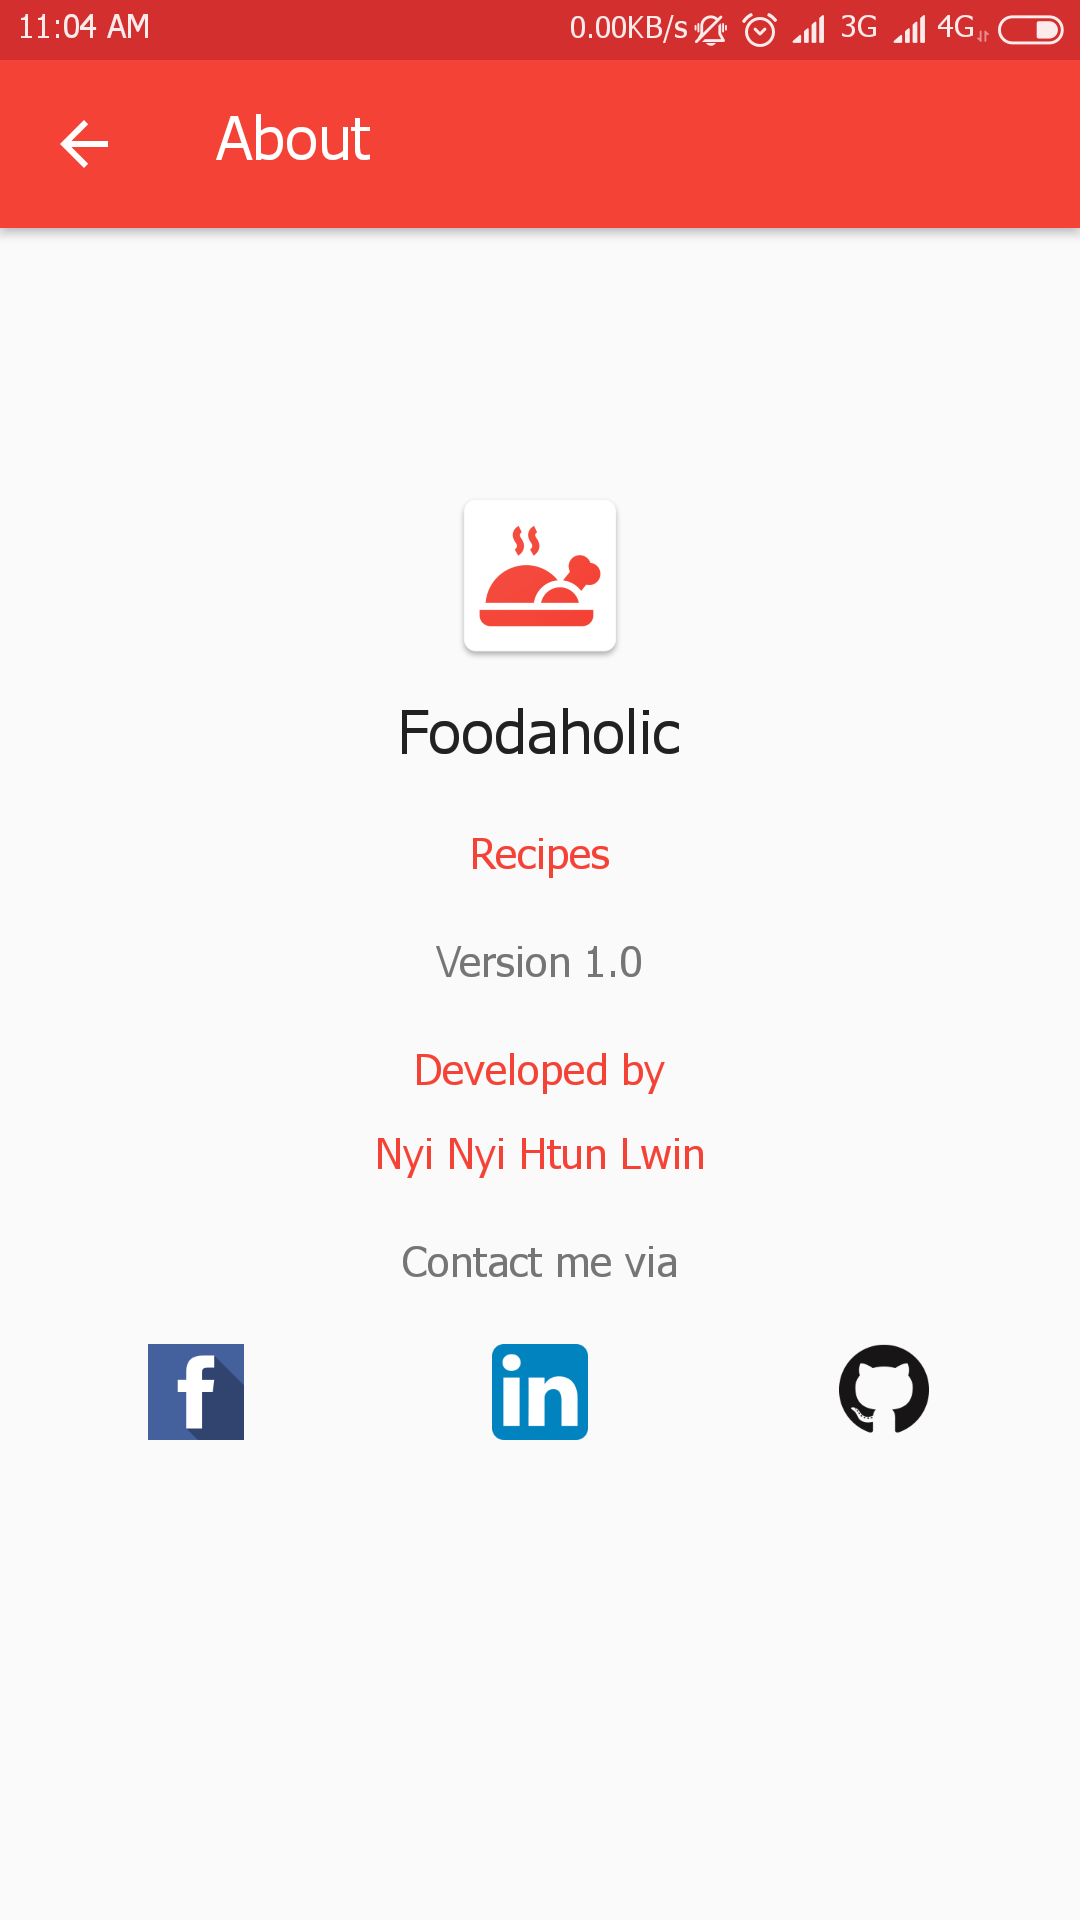 11:04 AM 0.00KB/s 3G 4G
About
Foodaholic
Recipes
Version 1.0
Developed by
Nyi Nyi Htun Lwin
Contact me via
f in